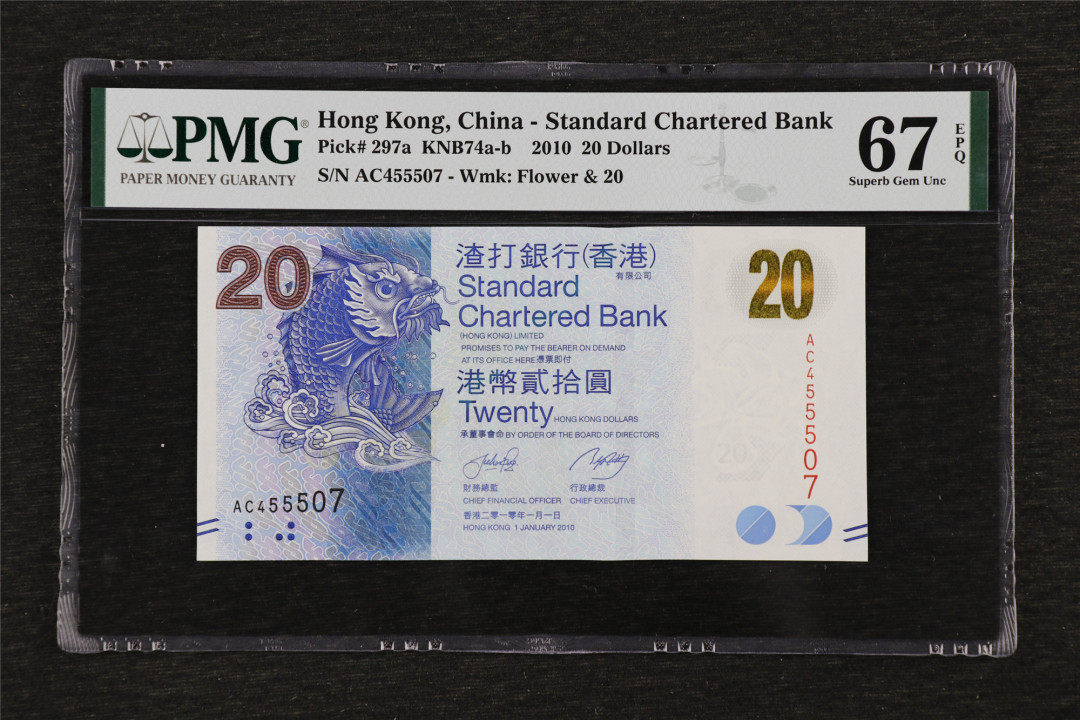 PMG®
PAPER MONEY GUARANTY
Hong Kong, China - Standard Chartered Bank
Pick# 297a KNB74a-b 2010 20 Dollars
S/N AC455507 - Wmk: Flower & 20
67
EPQ
Superb Gem Unc
20
渣打銀行(香港)
有限公司
Standard
Chartered Bank
(HONG KONG) LIMITED
PROMISES TO PAY THE BEARER ON DEMAND
AT ITS OFFICE HERE 憑票即付
港幣貳拾圓
Twenty HONG KONG DOLLARS
承董事會命 BY ORDER OF THE BOARD OF DIRECTORS
財務總監 行政總裁
CHIEF FINANCIAL OFFICER CHIEF EXECUTIVE
香港二零一零年一月一日
HONG KONG 1 JANUARY 2010
AC455507
20
AC455507
20